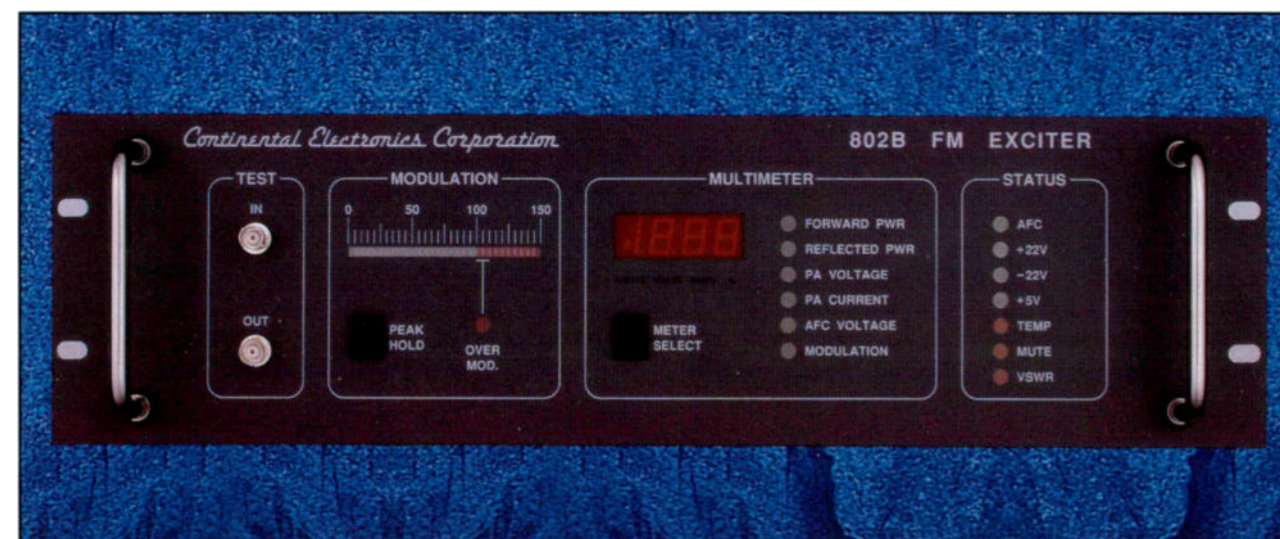 Continental Electronics Corporation
802B FM EXCITER
TEST
IN
OUT
MODULATION
0 50 100 150
PEAK
HOLD
OVER
MOD.
MULTIMETER
FORWARD PWR
REFLECTED PWR
PA VOLTAGE
PA CURRENT
AFC VOLTAGE
MODULATION
METER
SELECT
STATUS
AFC
+22V
-22V
+5V
TEMP
MUTE
VSWR